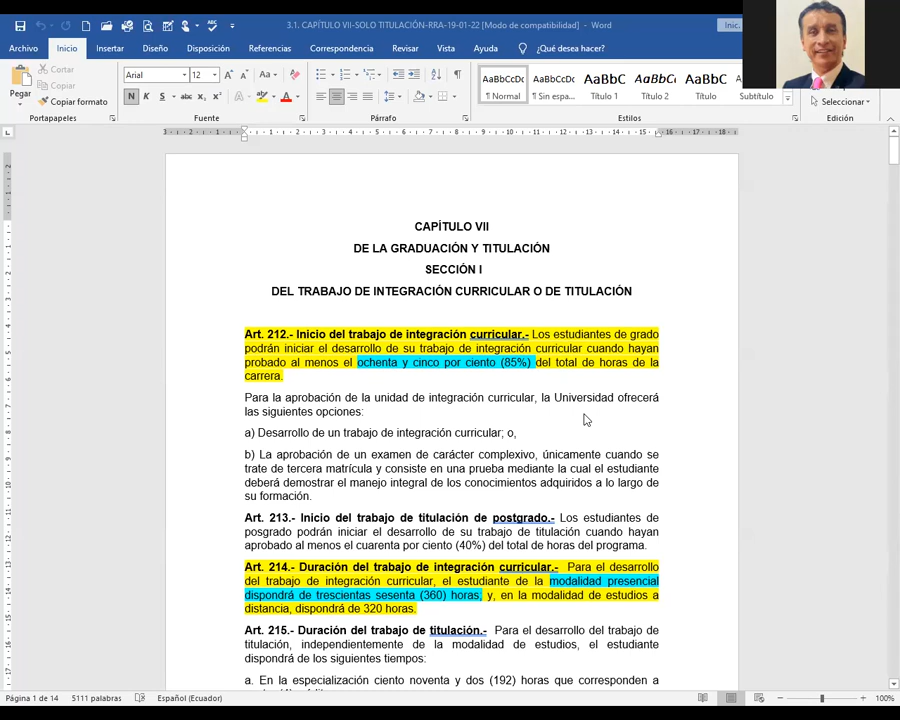 3.1. CAPÍTULO VII-SOLO TITULACIÓN-RRA-19-01-22 [Modo de compatibilidad] - Word
Inic.
Archivo Inicio Insertar Diseño Disposición Referencias Correspondencia Revisar Vista Ayuda ¿Qué desea hacer?
Pegar
Cortar
Copiar
Copiar formato
Portapapeles
Arial 12
Aa
N K S abc x₂ x²
Fuente
Párrafo
AaBbCcDc AaBbCcDc AaBbC AaBbCc AaBbC
¶ Normal ¶ Sin espa... Título 1 Título 2 Título Subtítulo
Estilos
Seleccionar
Edición
CAPÍTULO VII
DE LA GRADUACIÓN Y TITULACIÓN
SECCIÓN I
DEL TRABAJO DE INTEGRACIÓN CURRICULAR O DE TITULACIÓN
Art. 212.- Inicio del trabajo de integración curricular.- Los estudiantes de grado
podrán iniciar el desarrollo de su trabajo de integración curricular cuando hayan
probado al menos el ochenta y cinco por ciento (85%) del total de horas de la
carrera.
Para la aprobación de la unidad de integración curricular, la Universidad ofrecerá
las siguientes opciones:
a) Desarrollo de un trabajo de integración curricular; o,
b) La aprobación de un examen de carácter complexivo, únicamente cuando se
trate de tercera matrícula y consiste en una prueba mediante la cual el estudiante
deberá demostrar el manejo integral de los conocimientos adquiridos a lo largo de
su formación.
Art. 213.- Inicio del trabajo de titulación de postgrado.- Los estudiantes de
posgrado podrán iniciar el desarrollo de su trabajo de titulación cuando hayan
aprobado al menos el cuarenta por ciento (40%) del total de horas del programa.
Art. 214.- Duración del trabajo de integración curricular.- Para el desarrollo
del trabajo de integración curricular, el estudiante de la modalidad presencial
dispondrá de trescientas sesenta (360) horas; y, en la modalidad de estudios a
distancia, dispondrá de 320 horas.
Art. 215.- Duración del trabajo de titulación.- Para el desarrollo del trabajo de
titulación, independientemente de la modalidad de estudios, el estudiante
dispondrá de los siguientes tiempos:
a. En la especialización ciento noventa y dos (192) horas que corresponden a
Página 1 de 14 5111 palabras Español (Ecuador) 100%